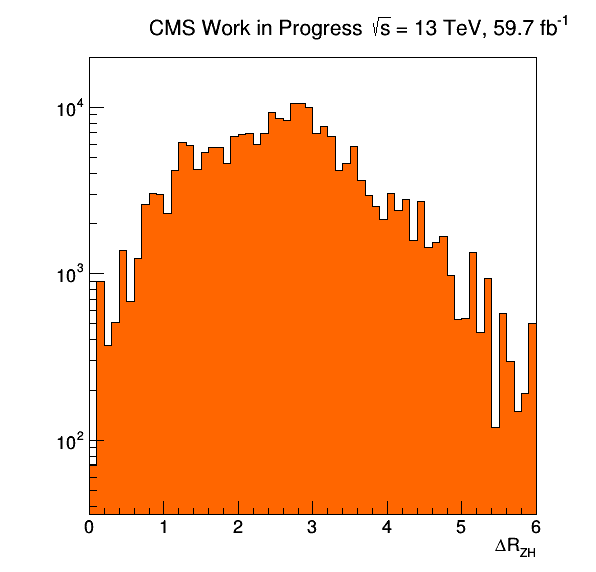 CMS Work in Progress √s = 13 TeV, 59.7 fb⁻¹
10⁴
10³
10²
0 1 2 3 4 5 6
ΔR_ZH